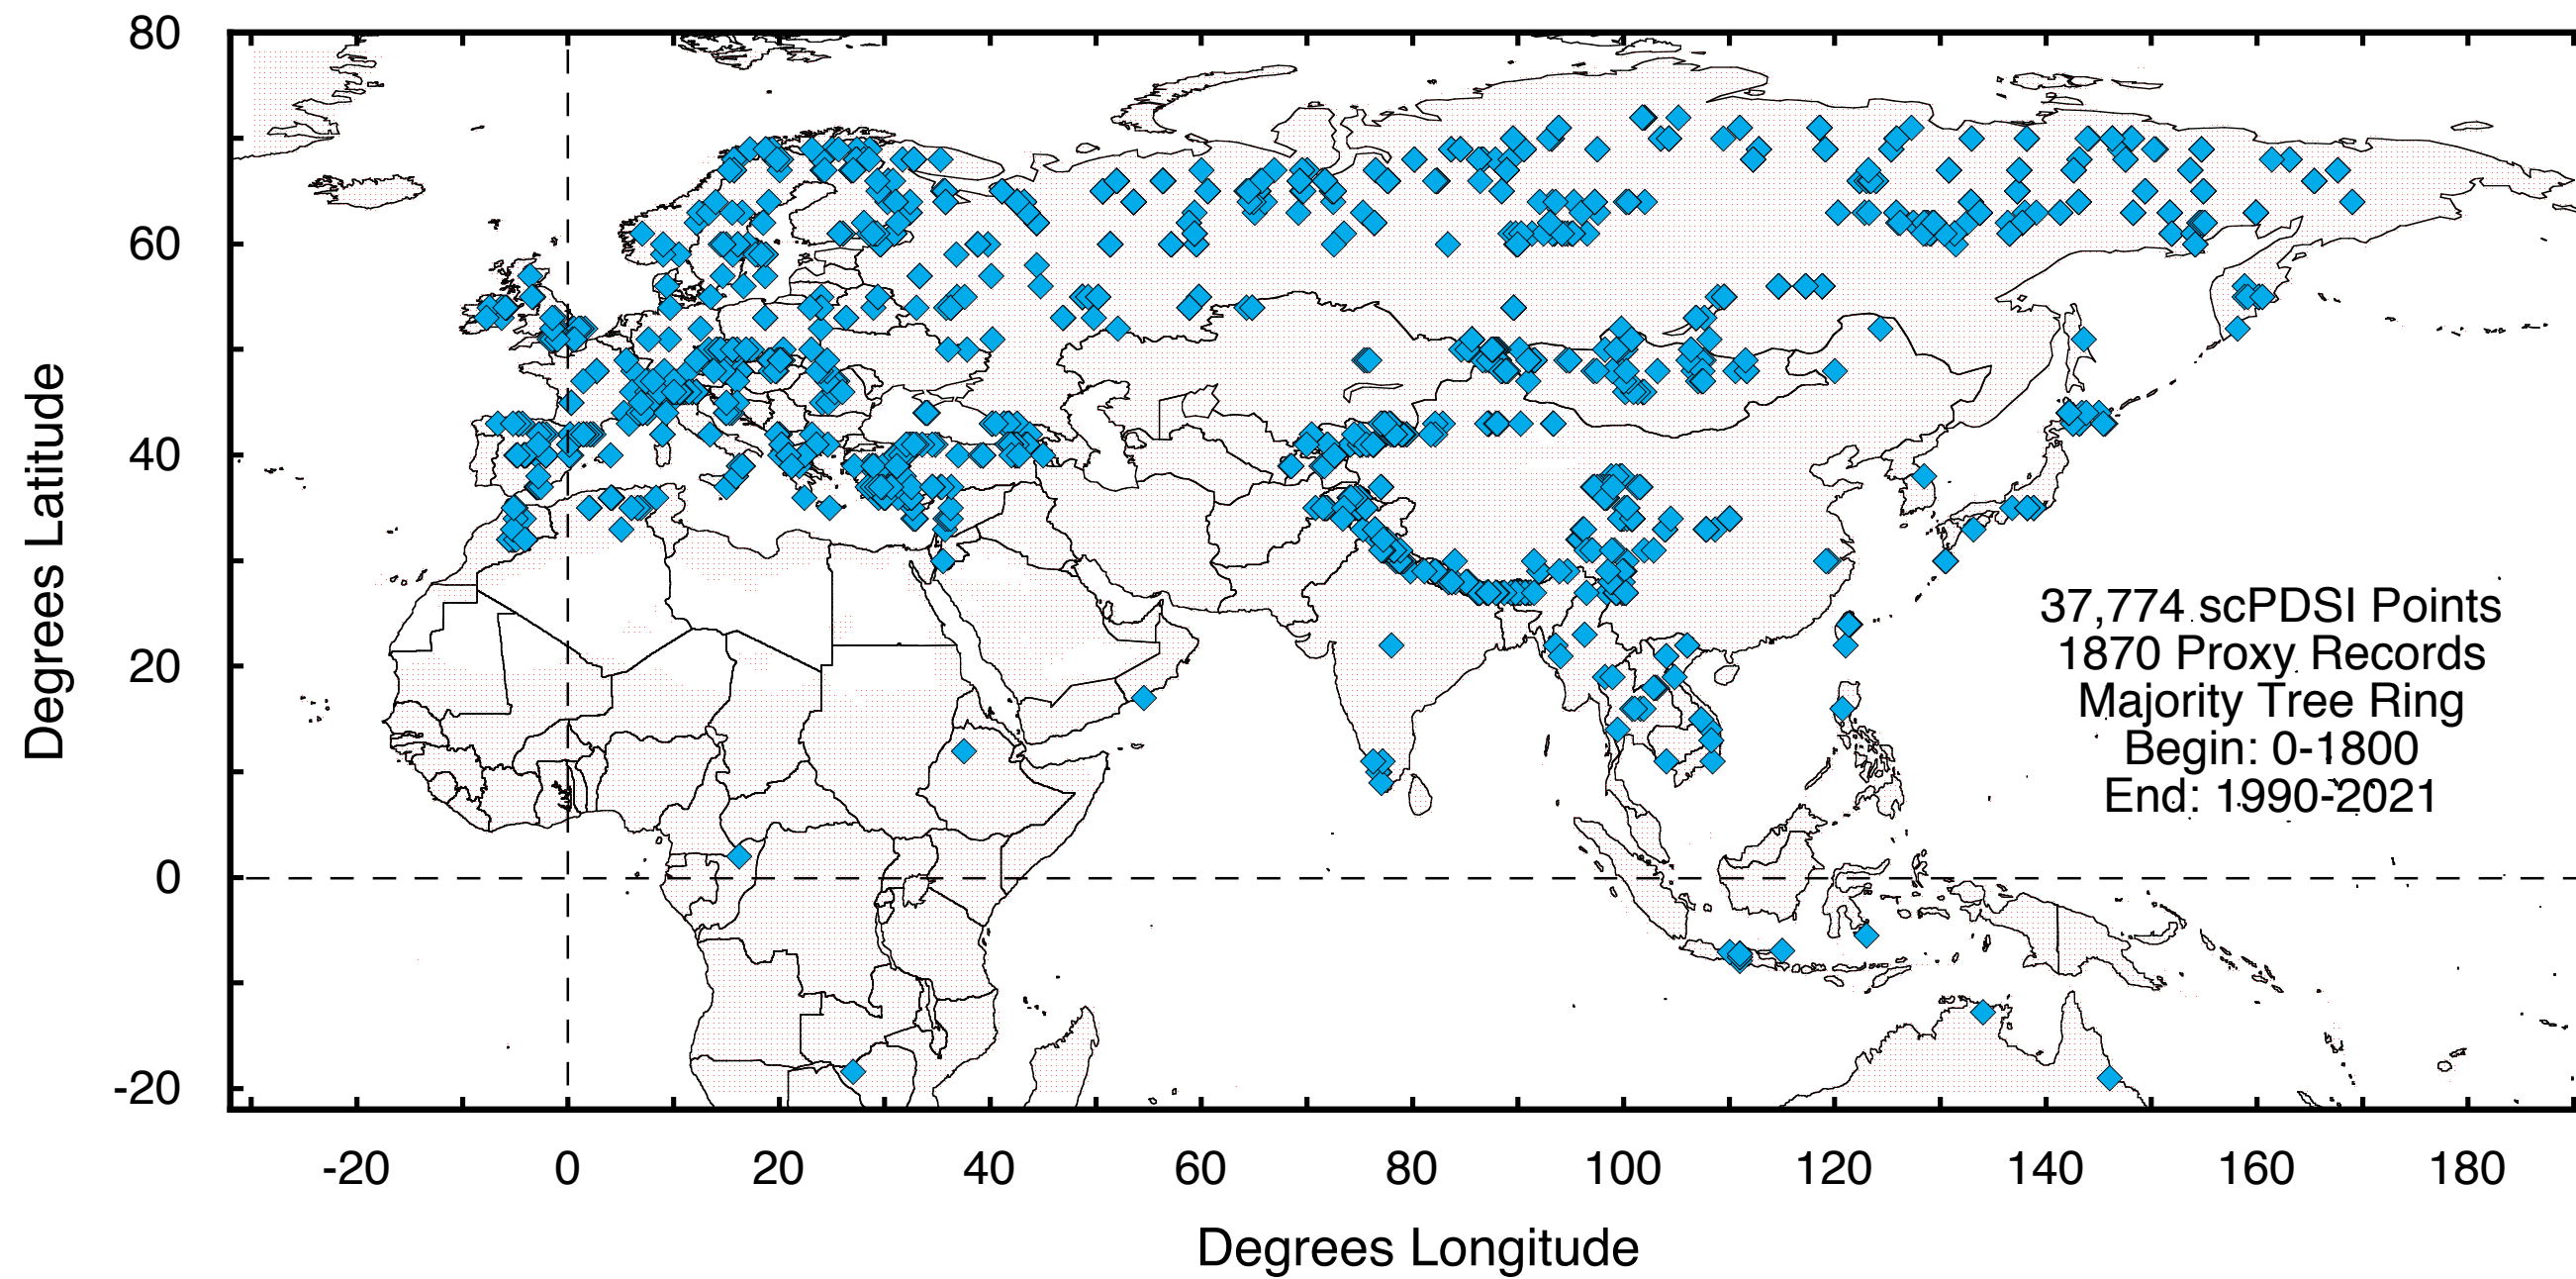 80
60
40
20
0
-20
Degrees Latitude
37,774 scPDSI Points
1870 Proxy Records
Majority Tree Ring
Begin: 0-1800
End: 1990-2021
-20 0 20 40 60 80 100 120 140 160 180
Degrees Longitude